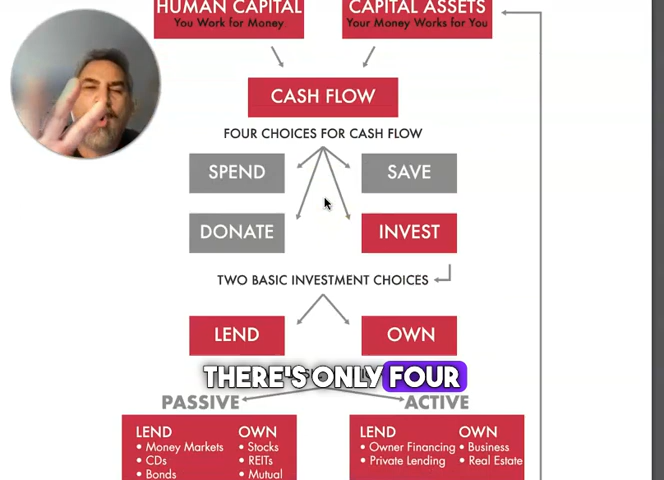 HUMAN CAPITAL
You Work for Money
CAPITAL ASSETS
Your Money Works for You
CASH FLOW
FOUR CHOICES FOR CASH FLOW
SPEND
SAVE
DONATE
INVEST
TWO BASIC INVESTMENT CHOICES
LEND
OWN
THERE'S ONLY FOUR
PASSIVE
ACTIVE
LEND
• Money Markets
• CDs
• Bonds
OWN
• Stocks
• REITs
• Mutual
LEND
• Owner Financing
• Private Lending
OWN
• Business
• Real Estate